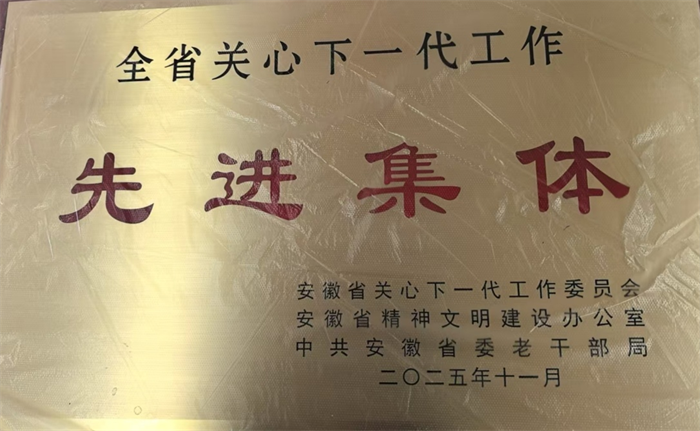 全省关心下一代工作
先进集体
安徽省关心下一代工作委员会
安徽省精神文明建设办公室
中共安徽省委老干部局
二〇二五年十一月